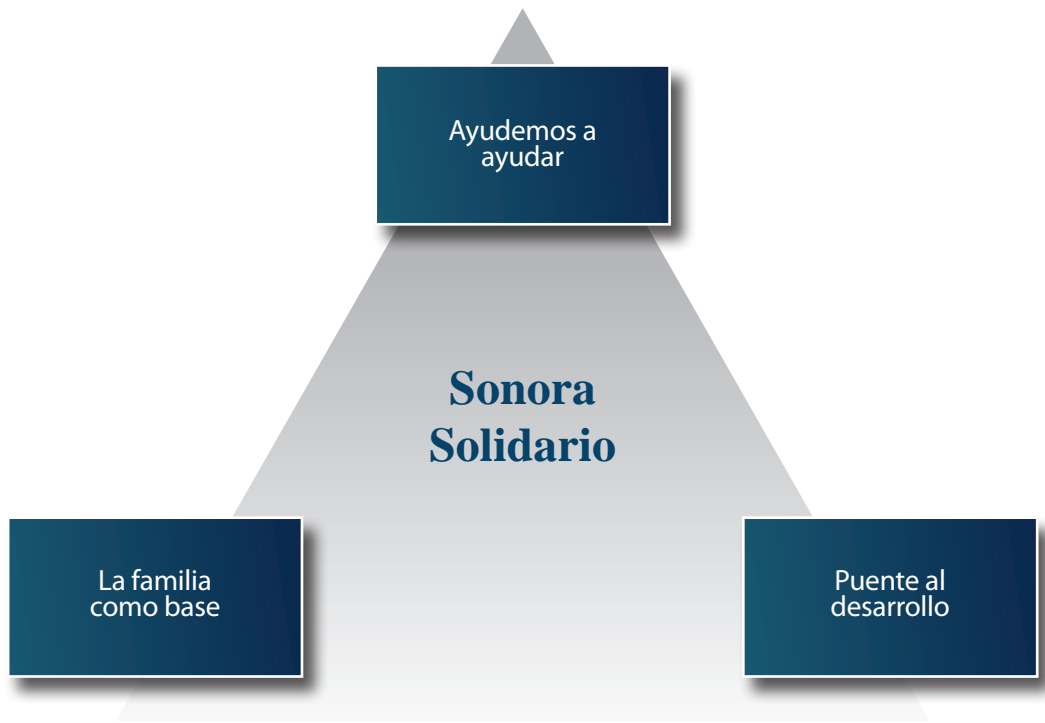 Ayudemos a
ayudar
Sonora
Solidario
La familia
como base
Puente al
desarrollo